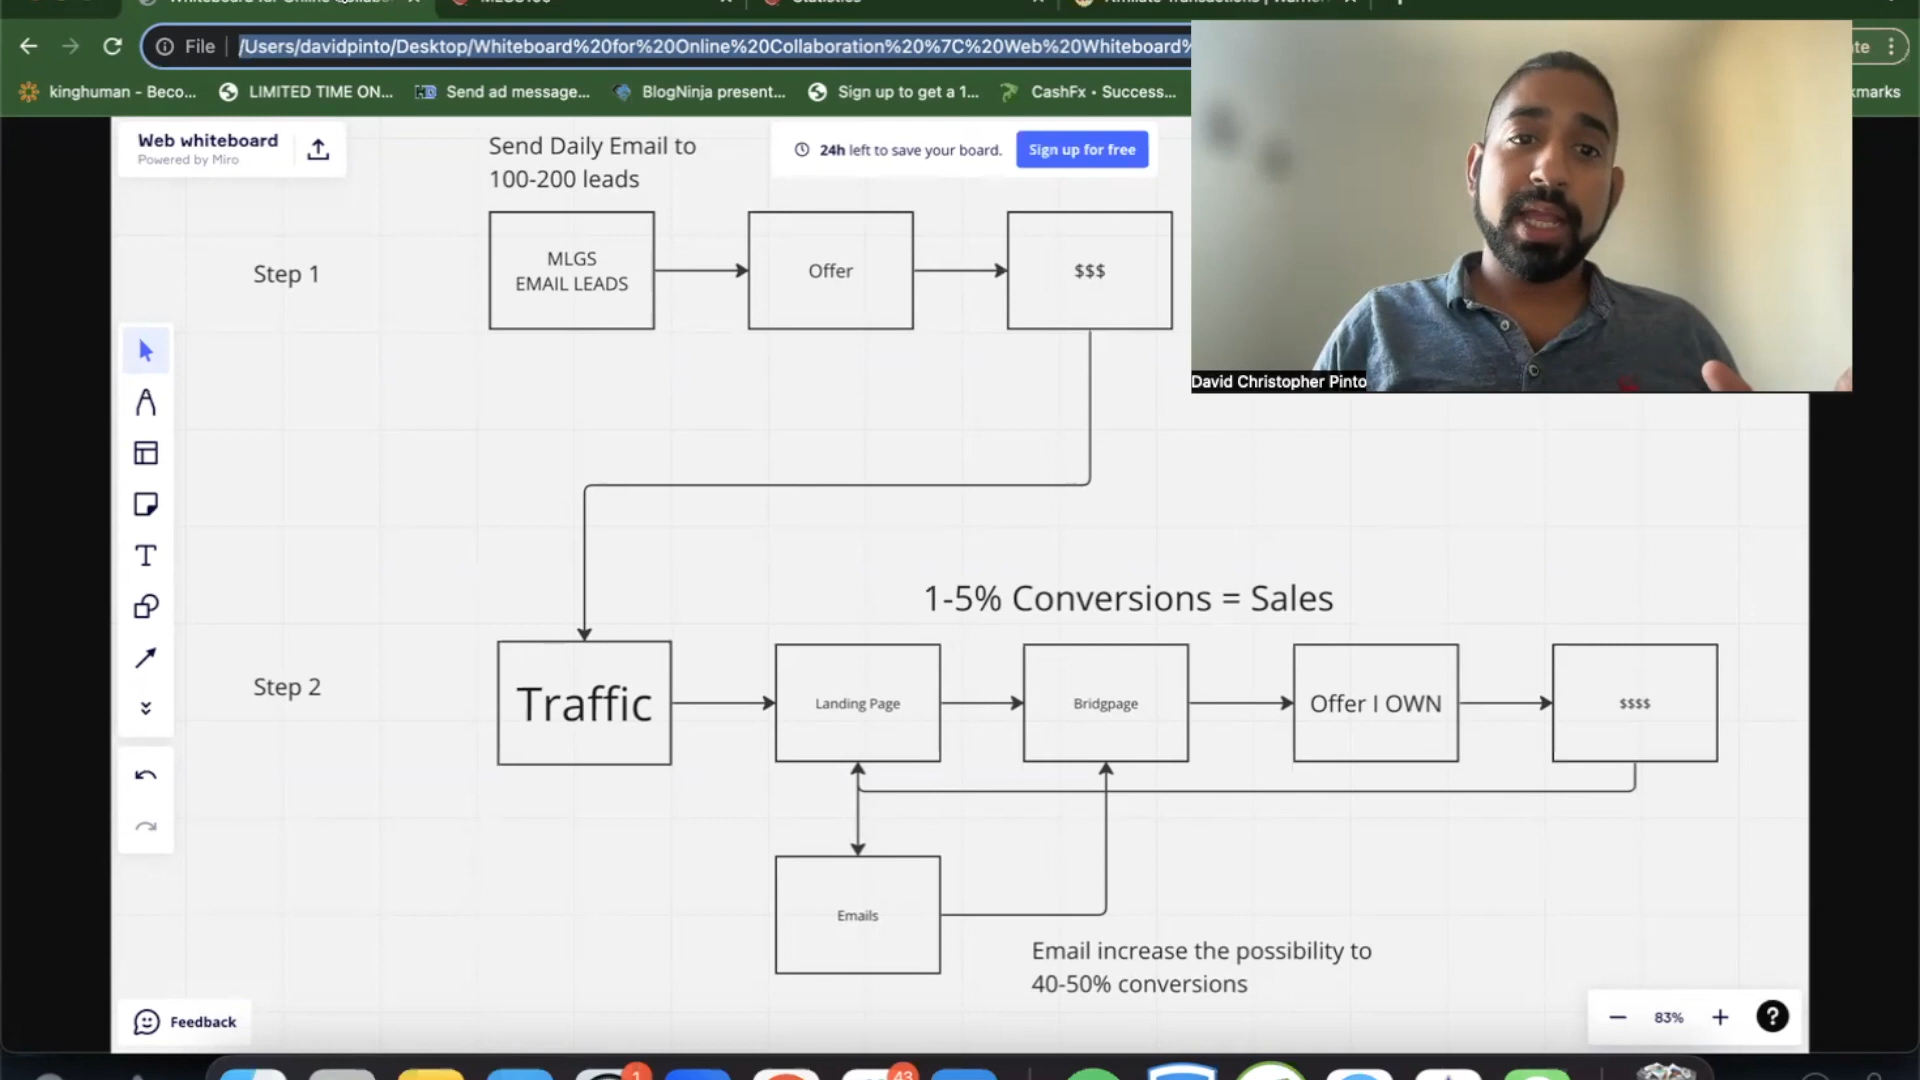 File
/Users/davidpinto/Desktop/Whiteboard%20for%20Online%20Collaboration%20%7C%20Web%20Whiteboard%
kinghuman - Beco...
LIMITED TIME ON...
Send ad message...
BlogNinja present...
Sign up to get a 1...
CashFx • Success...
Web whiteboard
Powered by Miro
Send Daily Email to
100-200 leads
24h left to save your board.
Sign up for free
David Christopher Pinto
Step 1
MLGS
EMAIL LEADS
Offer
$$$
1-5% Conversions = Sales
Step 2
Traffic
Landing Page
Bridgpage
Offer I OWN
$$$$
Emails
Email increase the possibility to
40-50% conversions
Feedback
83%
1
43